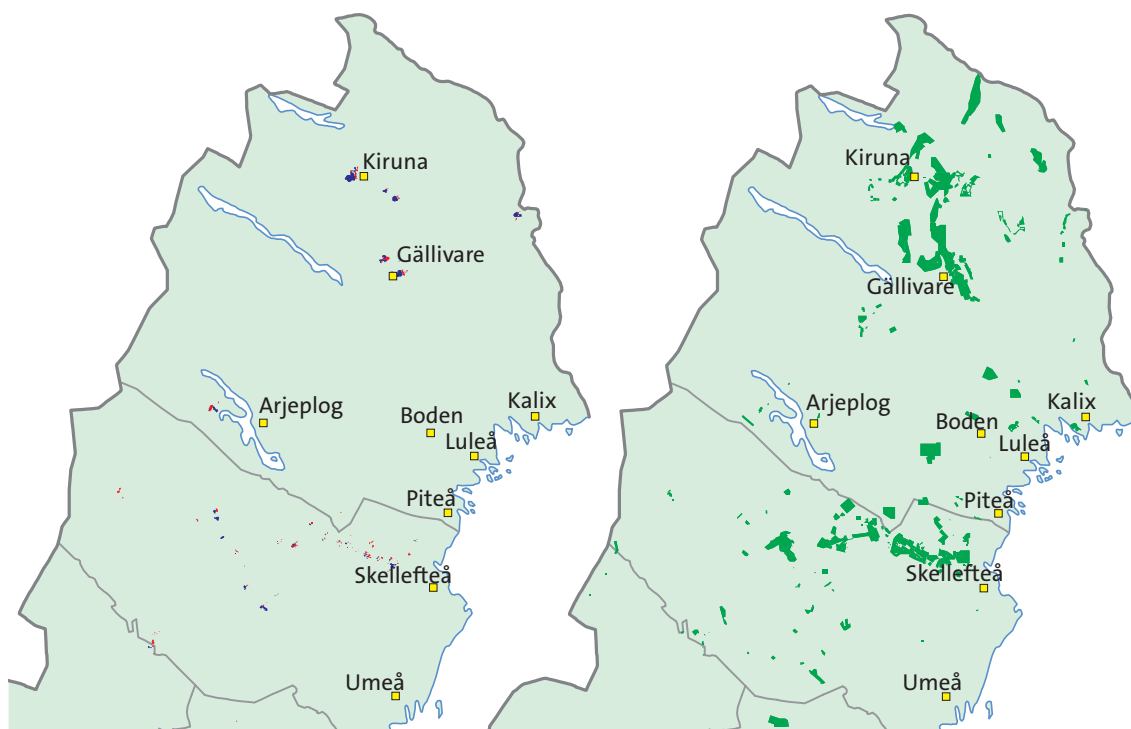 Kiruna
Gällivare
Arjeplog
Boden
Kalix
Luleå
Piteå
Skellefteå
Umeå
Kiruna
Gällivare
Arjeplog
Boden
Kalix
Luleå
Piteå
Skellefteå
Umeå